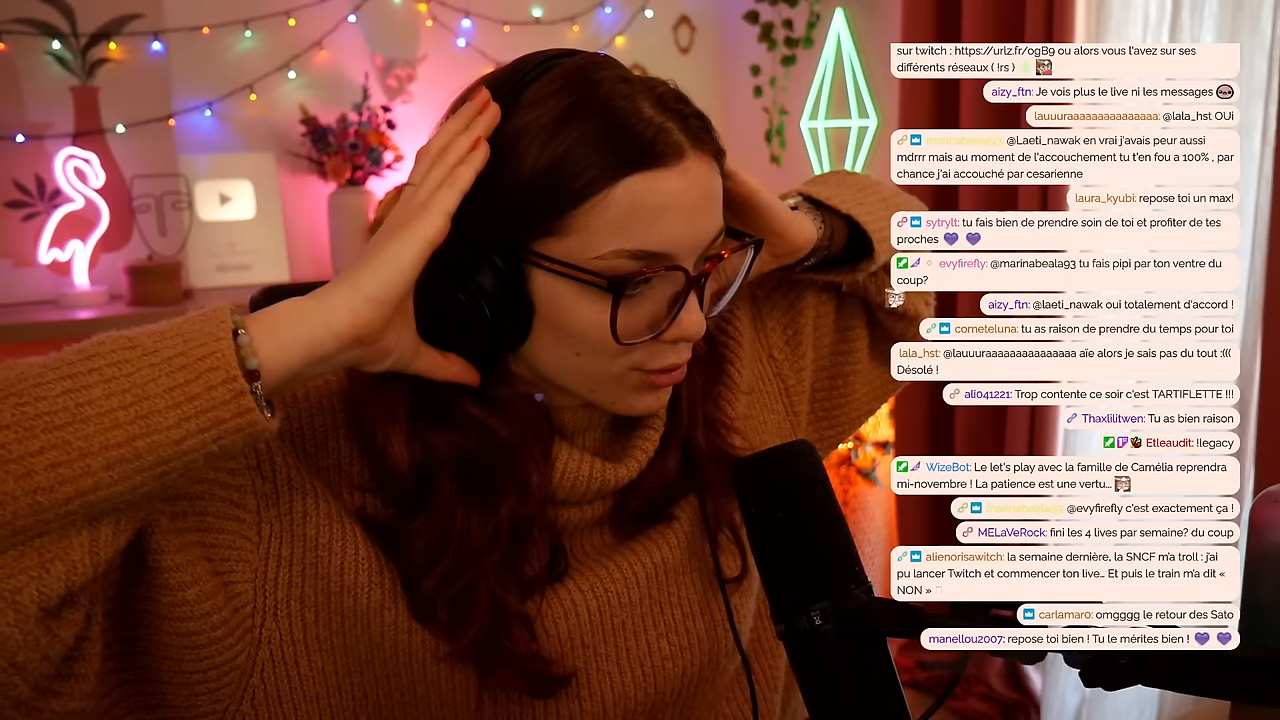 sur twitch : https://urlz.fr/ogB9 ou alors vous l'avez sur ses
différents réseaux ( !rs )
aizy_ftn: Je vois plus le live ni les messages
lauuuraaaaaaaaaaaaaaa: @lala_hst OUi
marinabeala93: @Laeti_nawak en vrai j'avais peur aussi
mdrrr mais au moment de l'accouchement tu t'en fou a 100% , par
chance j'ai accouché par cesarienne
laura_kyubi: repose toi un max!
sytrylt: tu fais bien de prendre soin de toi et profiter de tes
proches
evyfirefly: @marinabeala93 tu fais pipi par ton ventre du
coup?
aizy_ftn: @laeti_nawak oui totalement d'accord !
cometeluna: tu as raison de prendre du temps pour toi
lala_hst: @lauuuraaaaaaaaaaaaaaa aïe alors je sais pas du tout :(((
Désolé !
ali041221: Trop contente ce soir c'est TARTIFLETTE !!!
Thaxlilitwen: Tu as bien raison
Etleaudit: !legacy
WizeBot: Le let's play avec la famille de Camélia reprendra
mi-novembre ! La patience est une vertu...
marinabeala93: @evyfirefly c'est exactement ça !
MELaVeRock: fini les 4 lives par semaine? du coup
alienorisawitch: la semaine dernière, la SNCF m'a troll : j'ai
pu lancer Twitch et commencer ton live... Et puis le train m'a dit «
NON »
carlamar0: omgggg le retour des Sato
manellou2007: repose toi bien ! Tu le mérites bien !